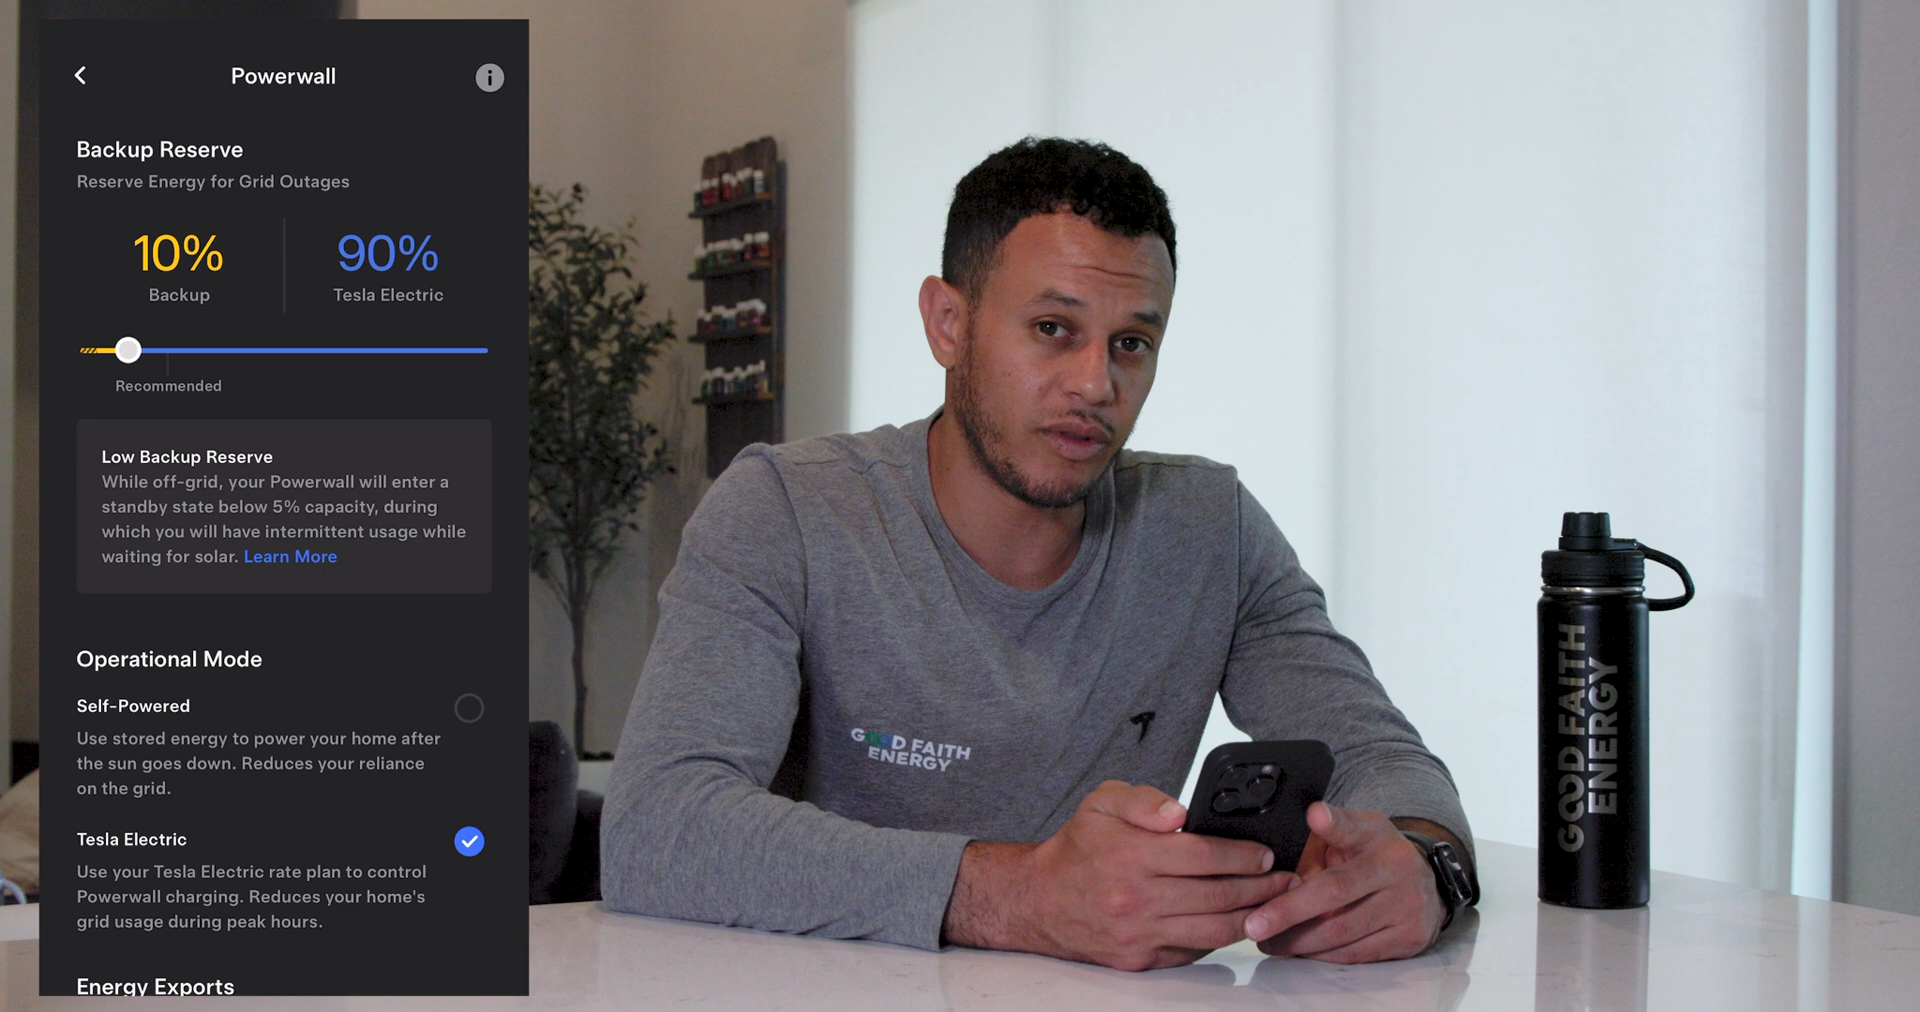 Powerwall
Backup Reserve
Reserve Energy for Grid Outages
10%
Backup
90%
Tesla Electric
Recommended
Low Backup Reserve
While off-grid, your Powerwall will enter a
standby state below 5% capacity, during
which you will have intermittent usage while
waiting for solar. Learn More
Operational Mode
Self-Powered
Use stored energy to power your home after
the sun goes down. Reduces your reliance
on the grid.
Tesla Electric
Use your Tesla Electric rate plan to control
Powerwall charging. Reduces your home's
grid usage during peak hours.
Energy Exports
GOOD FAITH
ENERGY
GOOD FAITH
ENERGY